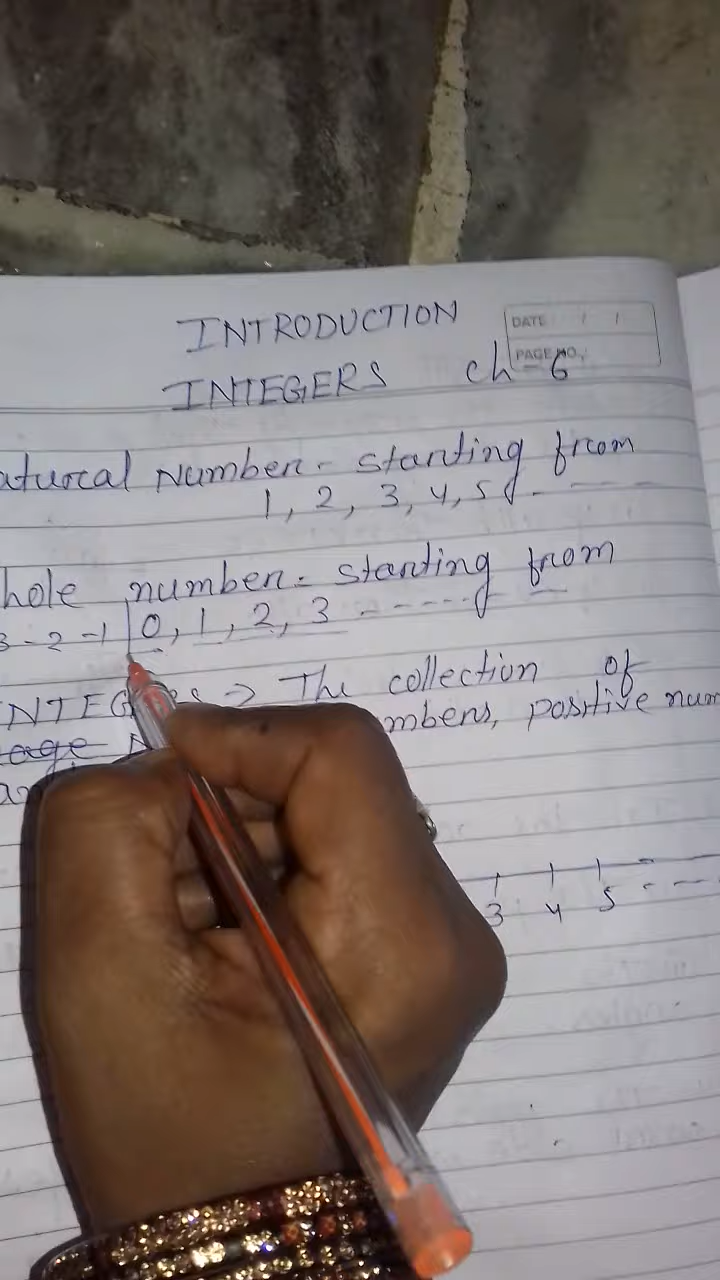 INTRODUCTION
DATE / /
PAGE NO.
INTEGERS ch 6
atural Number - starting from
1, 2, 3, 4, 5, - - - -
hole number - starting from
3 - 2 - 1 | 0, 1, 2, 3 - - - - -
INTEGERS → The collection of
mbers, positive num
3 4 5 - - -